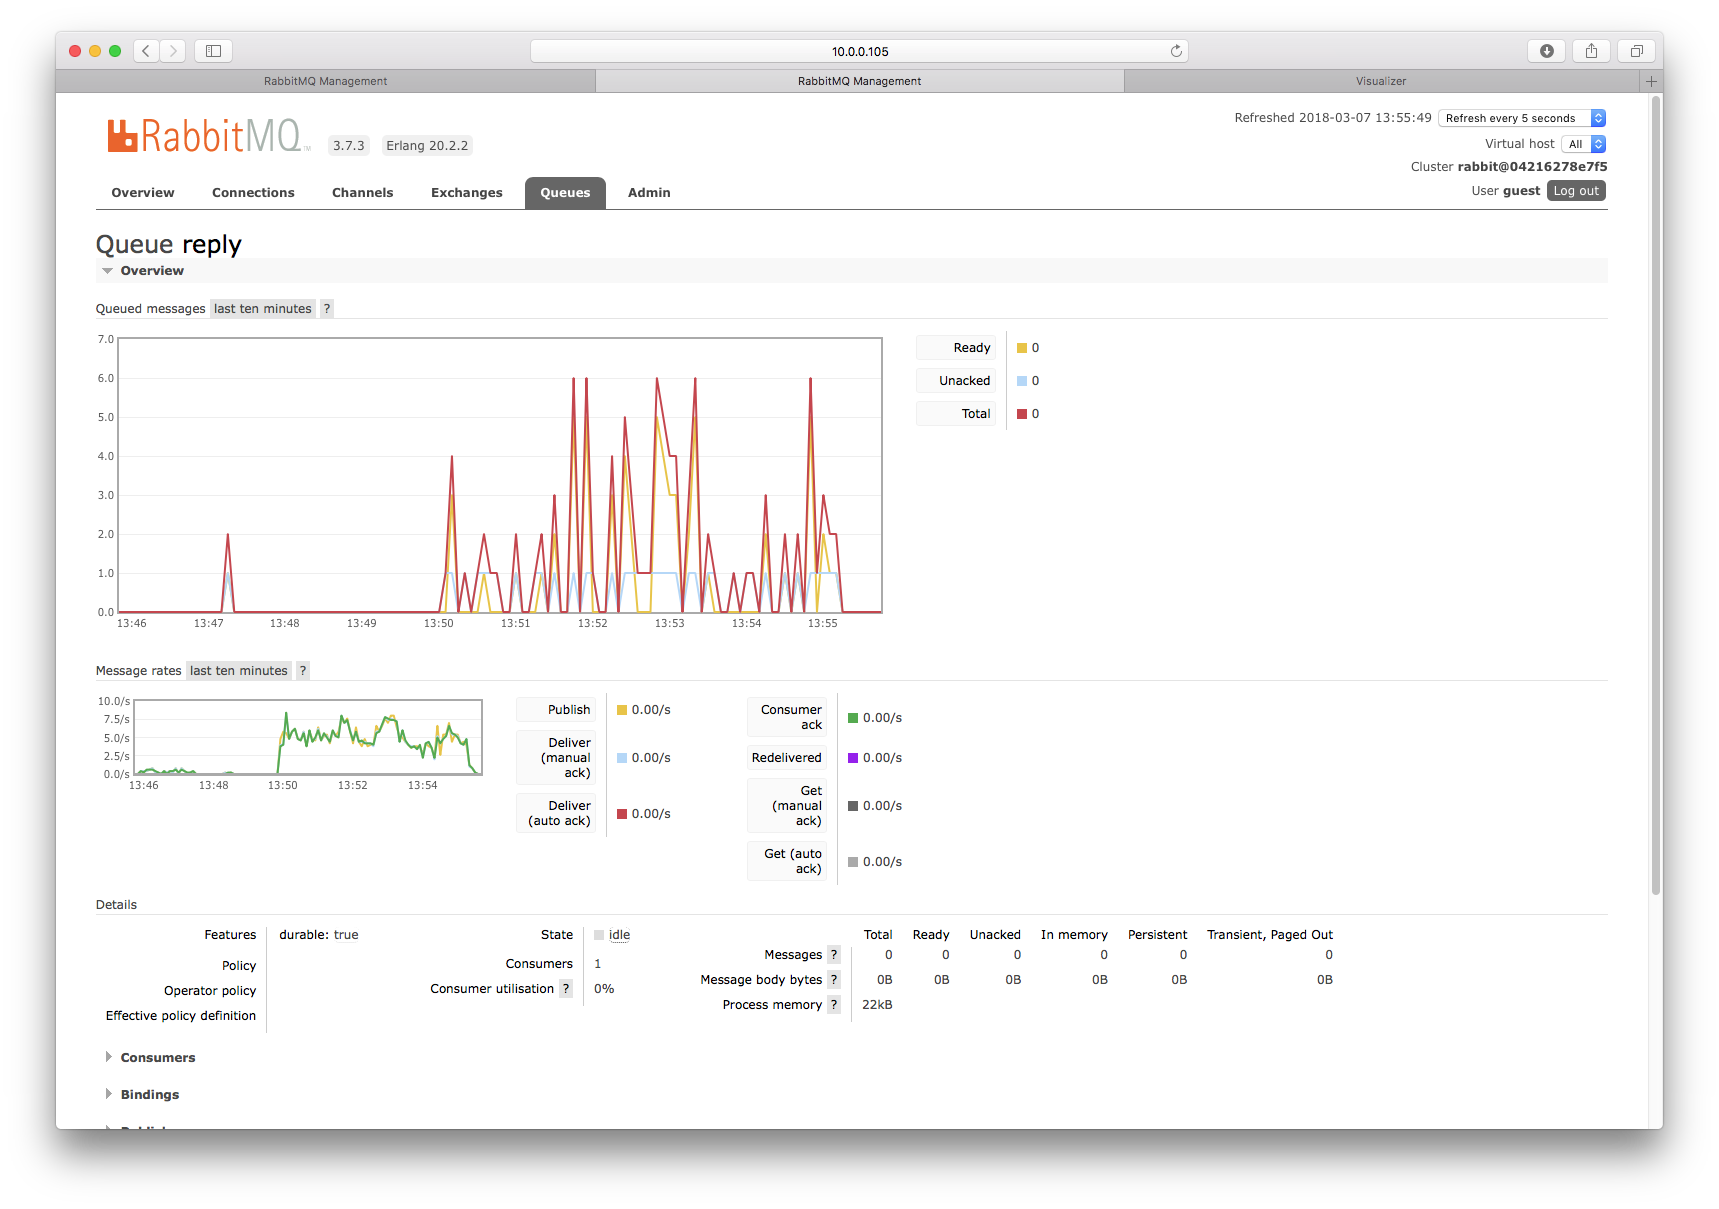 10.0.0.105
RabbitMQ Management
RabbitMQ Management
Visualizer
RabbitMQ™ 3.7.3 Erlang 20.2.2
Refreshed 2018-03-07 13:55:49 Refresh every 5 seconds
Virtual host All
Cluster rabbit@04216278e7f5
User guest Log out
Overview Connections Channels Exchanges Queues Admin
Queue reply
Overview
Queued messages last ten minutes ?
7.0
6.0
5.0
4.0
3.0
2.0
1.0
0.0
13:46 13:47 13:48 13:49 13:50 13:51 13:52 13:53 13:54 13:55
Ready 0
Unacked 0
Total 0
Message rates last ten minutes ?
10.0/s
7.5/s
5.0/s
2.5/s
0.0/s
13:46 13:48 13:50 13:52 13:54
Publish 0.00/s
Deliver
(manual 0.00/s
ack)
Deliver
(auto ack) 0.00/s
Consumer
ack 0.00/s
Redelivered 0.00/s
Get
(manual 0.00/s
ack)
Get (auto
ack) 0.00/s
Details
Features durable: true
Policy
Operator policy
Effective policy definition
State idle
Consumers 1
Consumer utilisation ? 0%
Total Ready Unacked In memory Persistent Transient, Paged Out
Messages ? 0 0 0 0 0 0
Message body bytes ? 0B 0B 0B 0B 0B 0B
Process memory ? 22kB
Consumers
Bindings